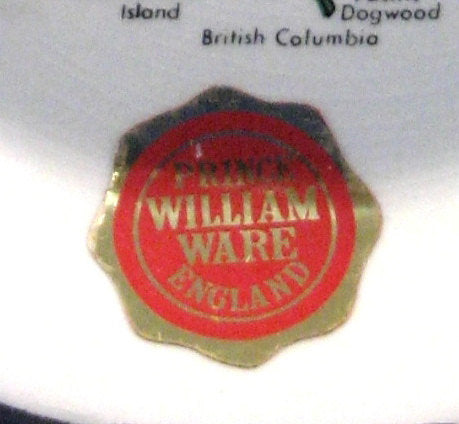 Island
Dogwood
British Columbia
PRINCE
WILLIAM
WARE
ENGLAND